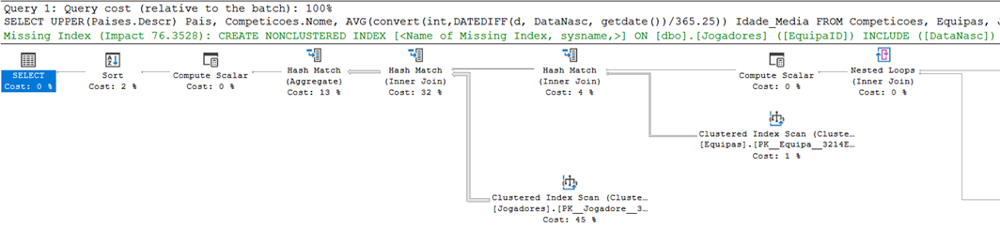 Query 1: Query cost (relative to the batch): 100%
SELECT UPPER(Paises.Descr) Pais, Competicoes.Nome, AVG(convert(int,DATEDIFF(d, DataNasc, getdate())/365.25)) Idade_Media FROM Competicoes, Equipas, J
Missing Index (Impact 76.3528): CREATE NONCLUSTERED INDEX [<Name of Missing Index, sysname,>] ON [dbo].[Jogadores] ([EquipaID]) INCLUDE ([DataNasc])
SELECT
Cost: 0 %
Sort
Cost: 2 %
Compute Scalar
Cost: 0 %
Hash Match
(Aggregate)
Cost: 13 %
Hash Match
(Inner Join)
Cost: 32 %
Hash Match
(Inner Join)
Cost: 4 %
Compute Scalar
Cost: 0 %
Nested Loops
(Inner Join)
Cost: 0 %
Clustered Index Scan (Cluste…
[Equipas].[PK__Equipa__3214E…
Cost: 1 %
Clustered Index Scan (Cluste…
[Jogadores].[PK__Jogadore__3…
Cost: 45 %